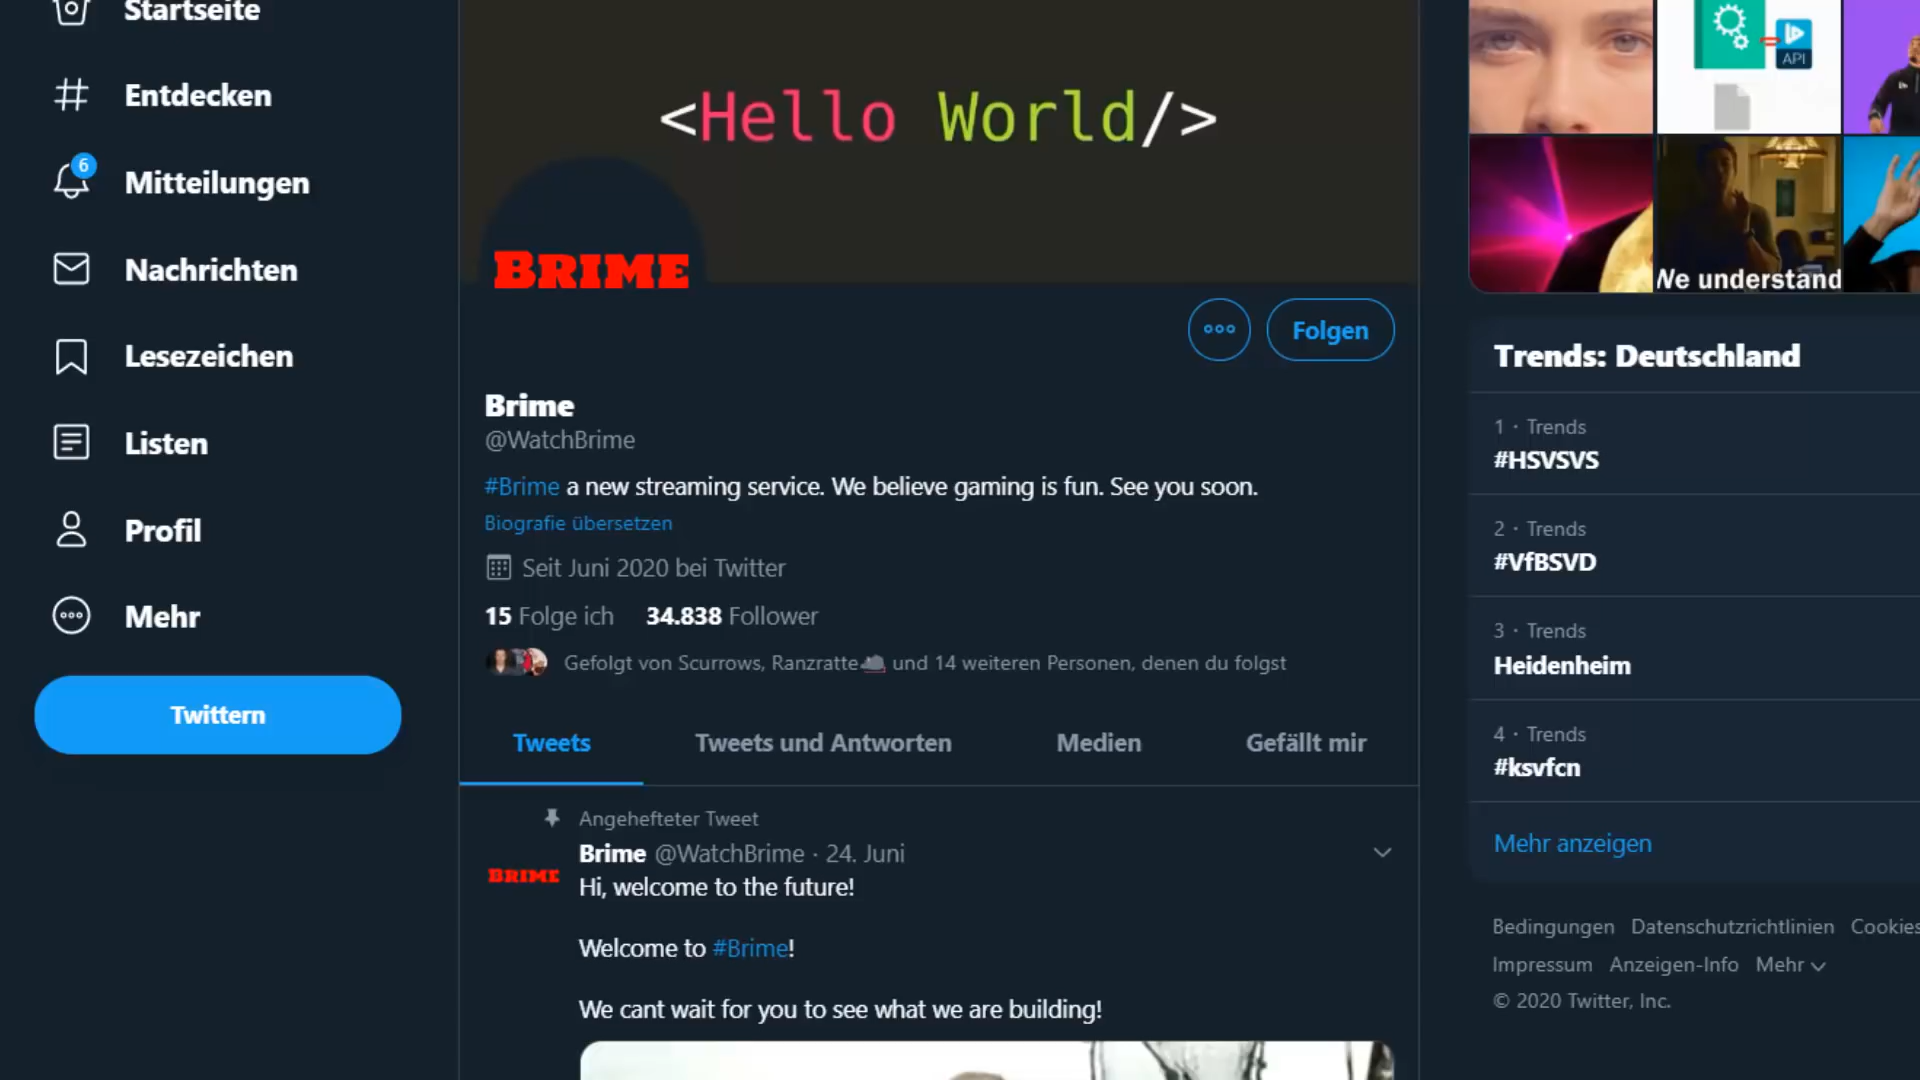 Startseite
Entdecken
6
Mitteilungen
Nachrichten
Lesezeichen
Listen
Profil
Mehr
Twittern
<Hello World/>
BRIME
Folgen
Brime
@WatchBrime
#Brime a new streaming service. We believe gaming is fun. See you soon.
Biografie übersetzen
Seit Juni 2020 bei Twitter
15 Folge ich 34.838 Follower
Gefolgt von Scurrows, Ranzratte und 14 weiteren Personen, denen du folgst
Tweets Tweets und Antworten Medien Gefällt mir
Angehefteter Tweet
Brime @WatchBrime · 24. Juni
BRIME
Hi, welcome to the future!
Welcome to #Brime!
We cant wait for you to see what we are building!
API
We understand
Trends: Deutschland
1 · Trends
#HSVSVS
2 · Trends
#VfBSVD
3 · Trends
Heidenheim
4 · Trends
#ksvfcn
Mehr anzeigen
Bedingungen Datenschutzrichtlinien Cookies
Impressum Anzeigen-Info Mehr
© 2020 Twitter, Inc.